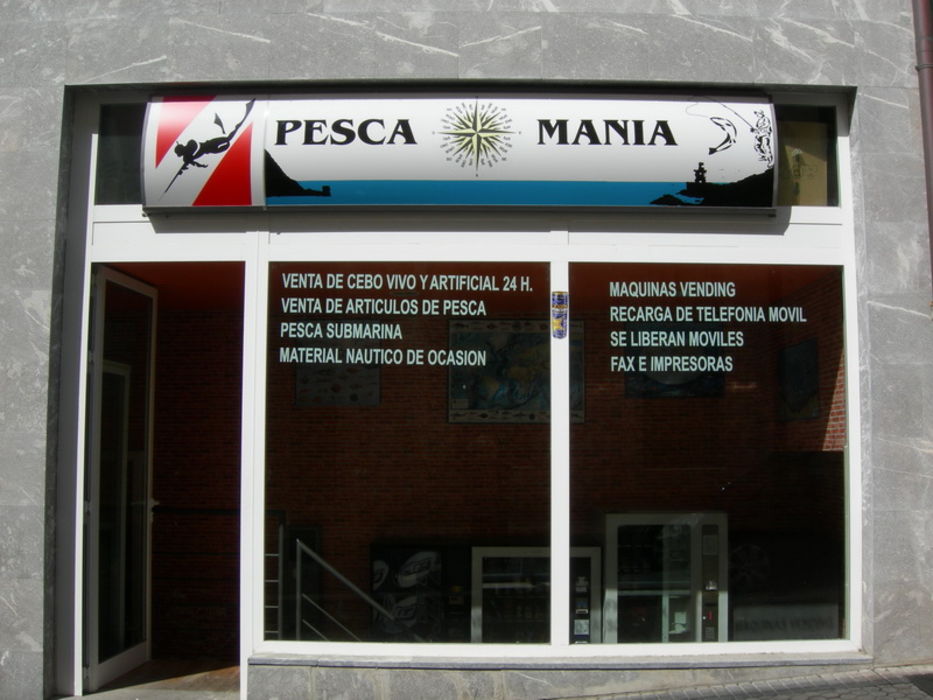 PESCA MANIA
VENTA DE CEBO VIVO Y ARTIFICIAL 24 H.
VENTA DE ARTICULOS DE PESCA
PESCA SUBMARINA
MATERIAL NAUTICO DE OCASION
MAQUINAS VENDING
RECARGA DE TELEFONIA MOVIL
SE LIBERAN MOVILES
FAX E IMPRESORAS